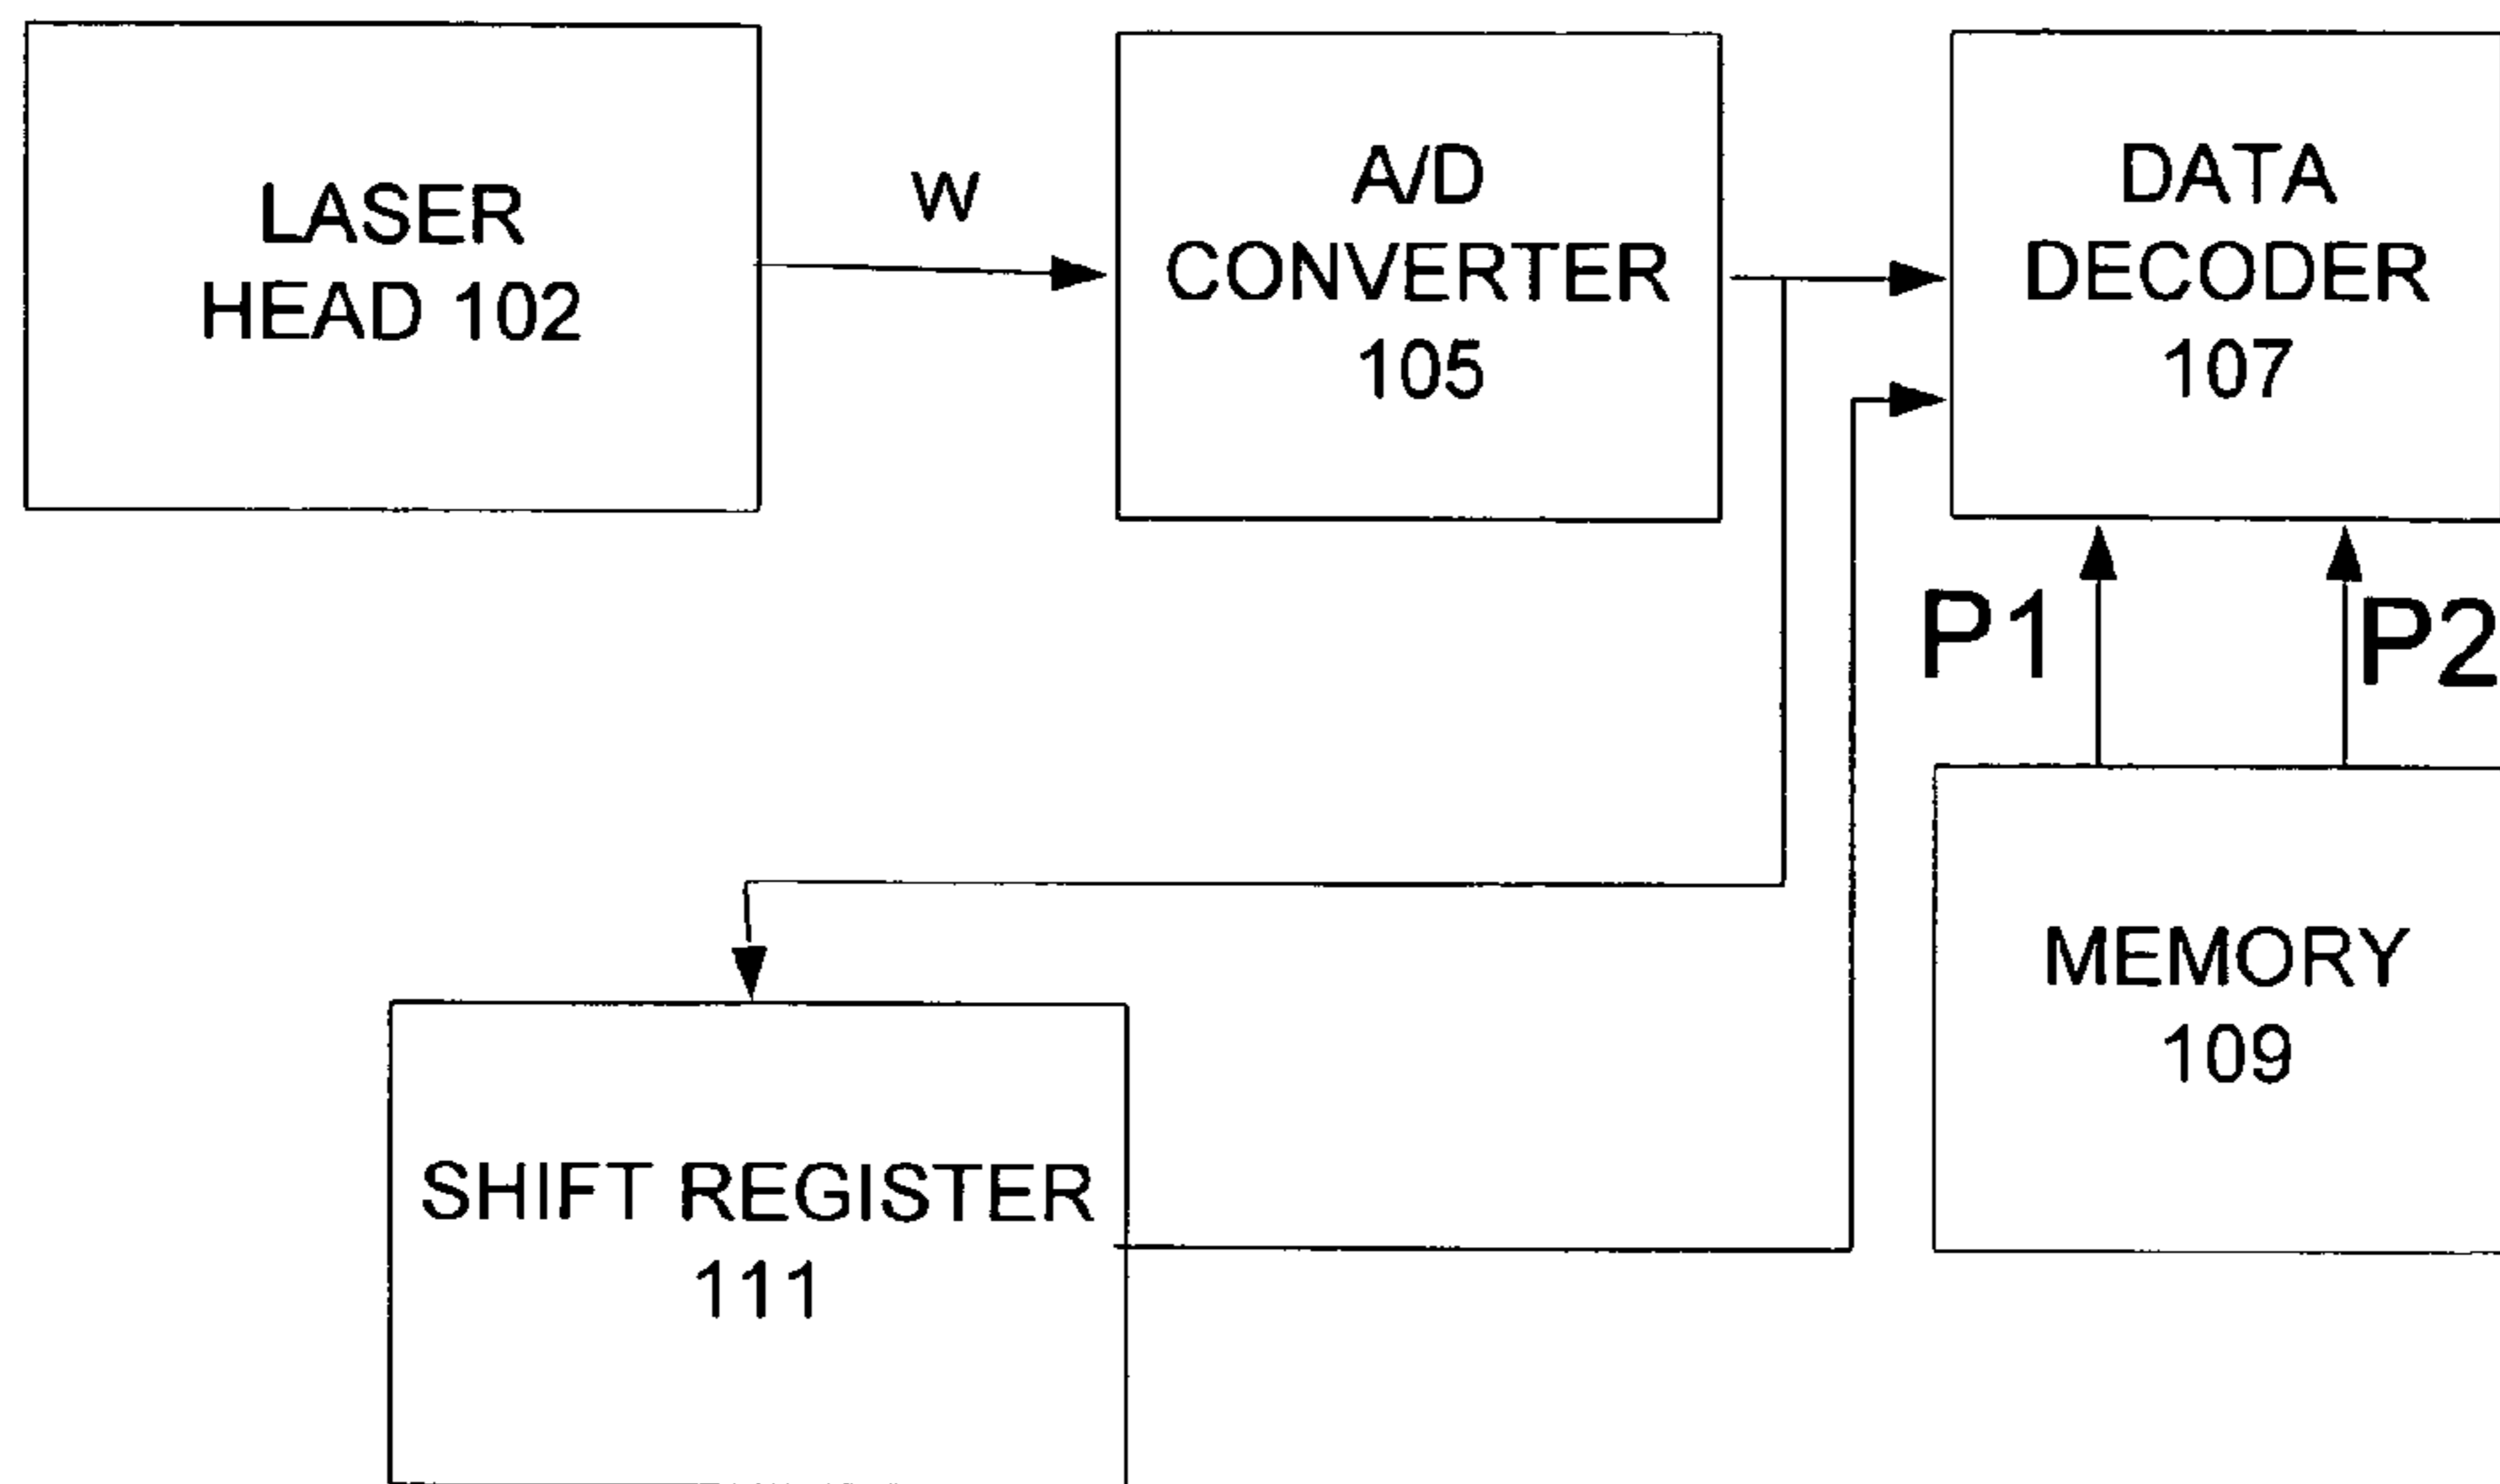 LASER
HEAD 102
W
A/D
CONVERTER
105
DATA
DECODER
107
P1
P2
MEMORY
109
SHIFT REGISTER
111